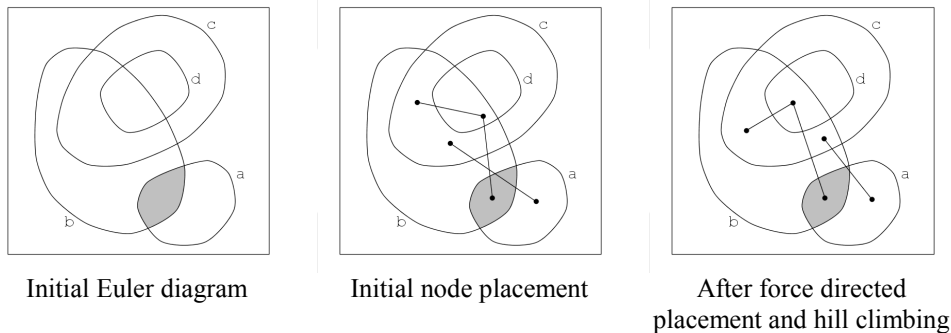 c
d
a
b
c
d
a
b
c
d
a
b
Initial Euler diagram
Initial node placement
After force directed
placement and hill climbing